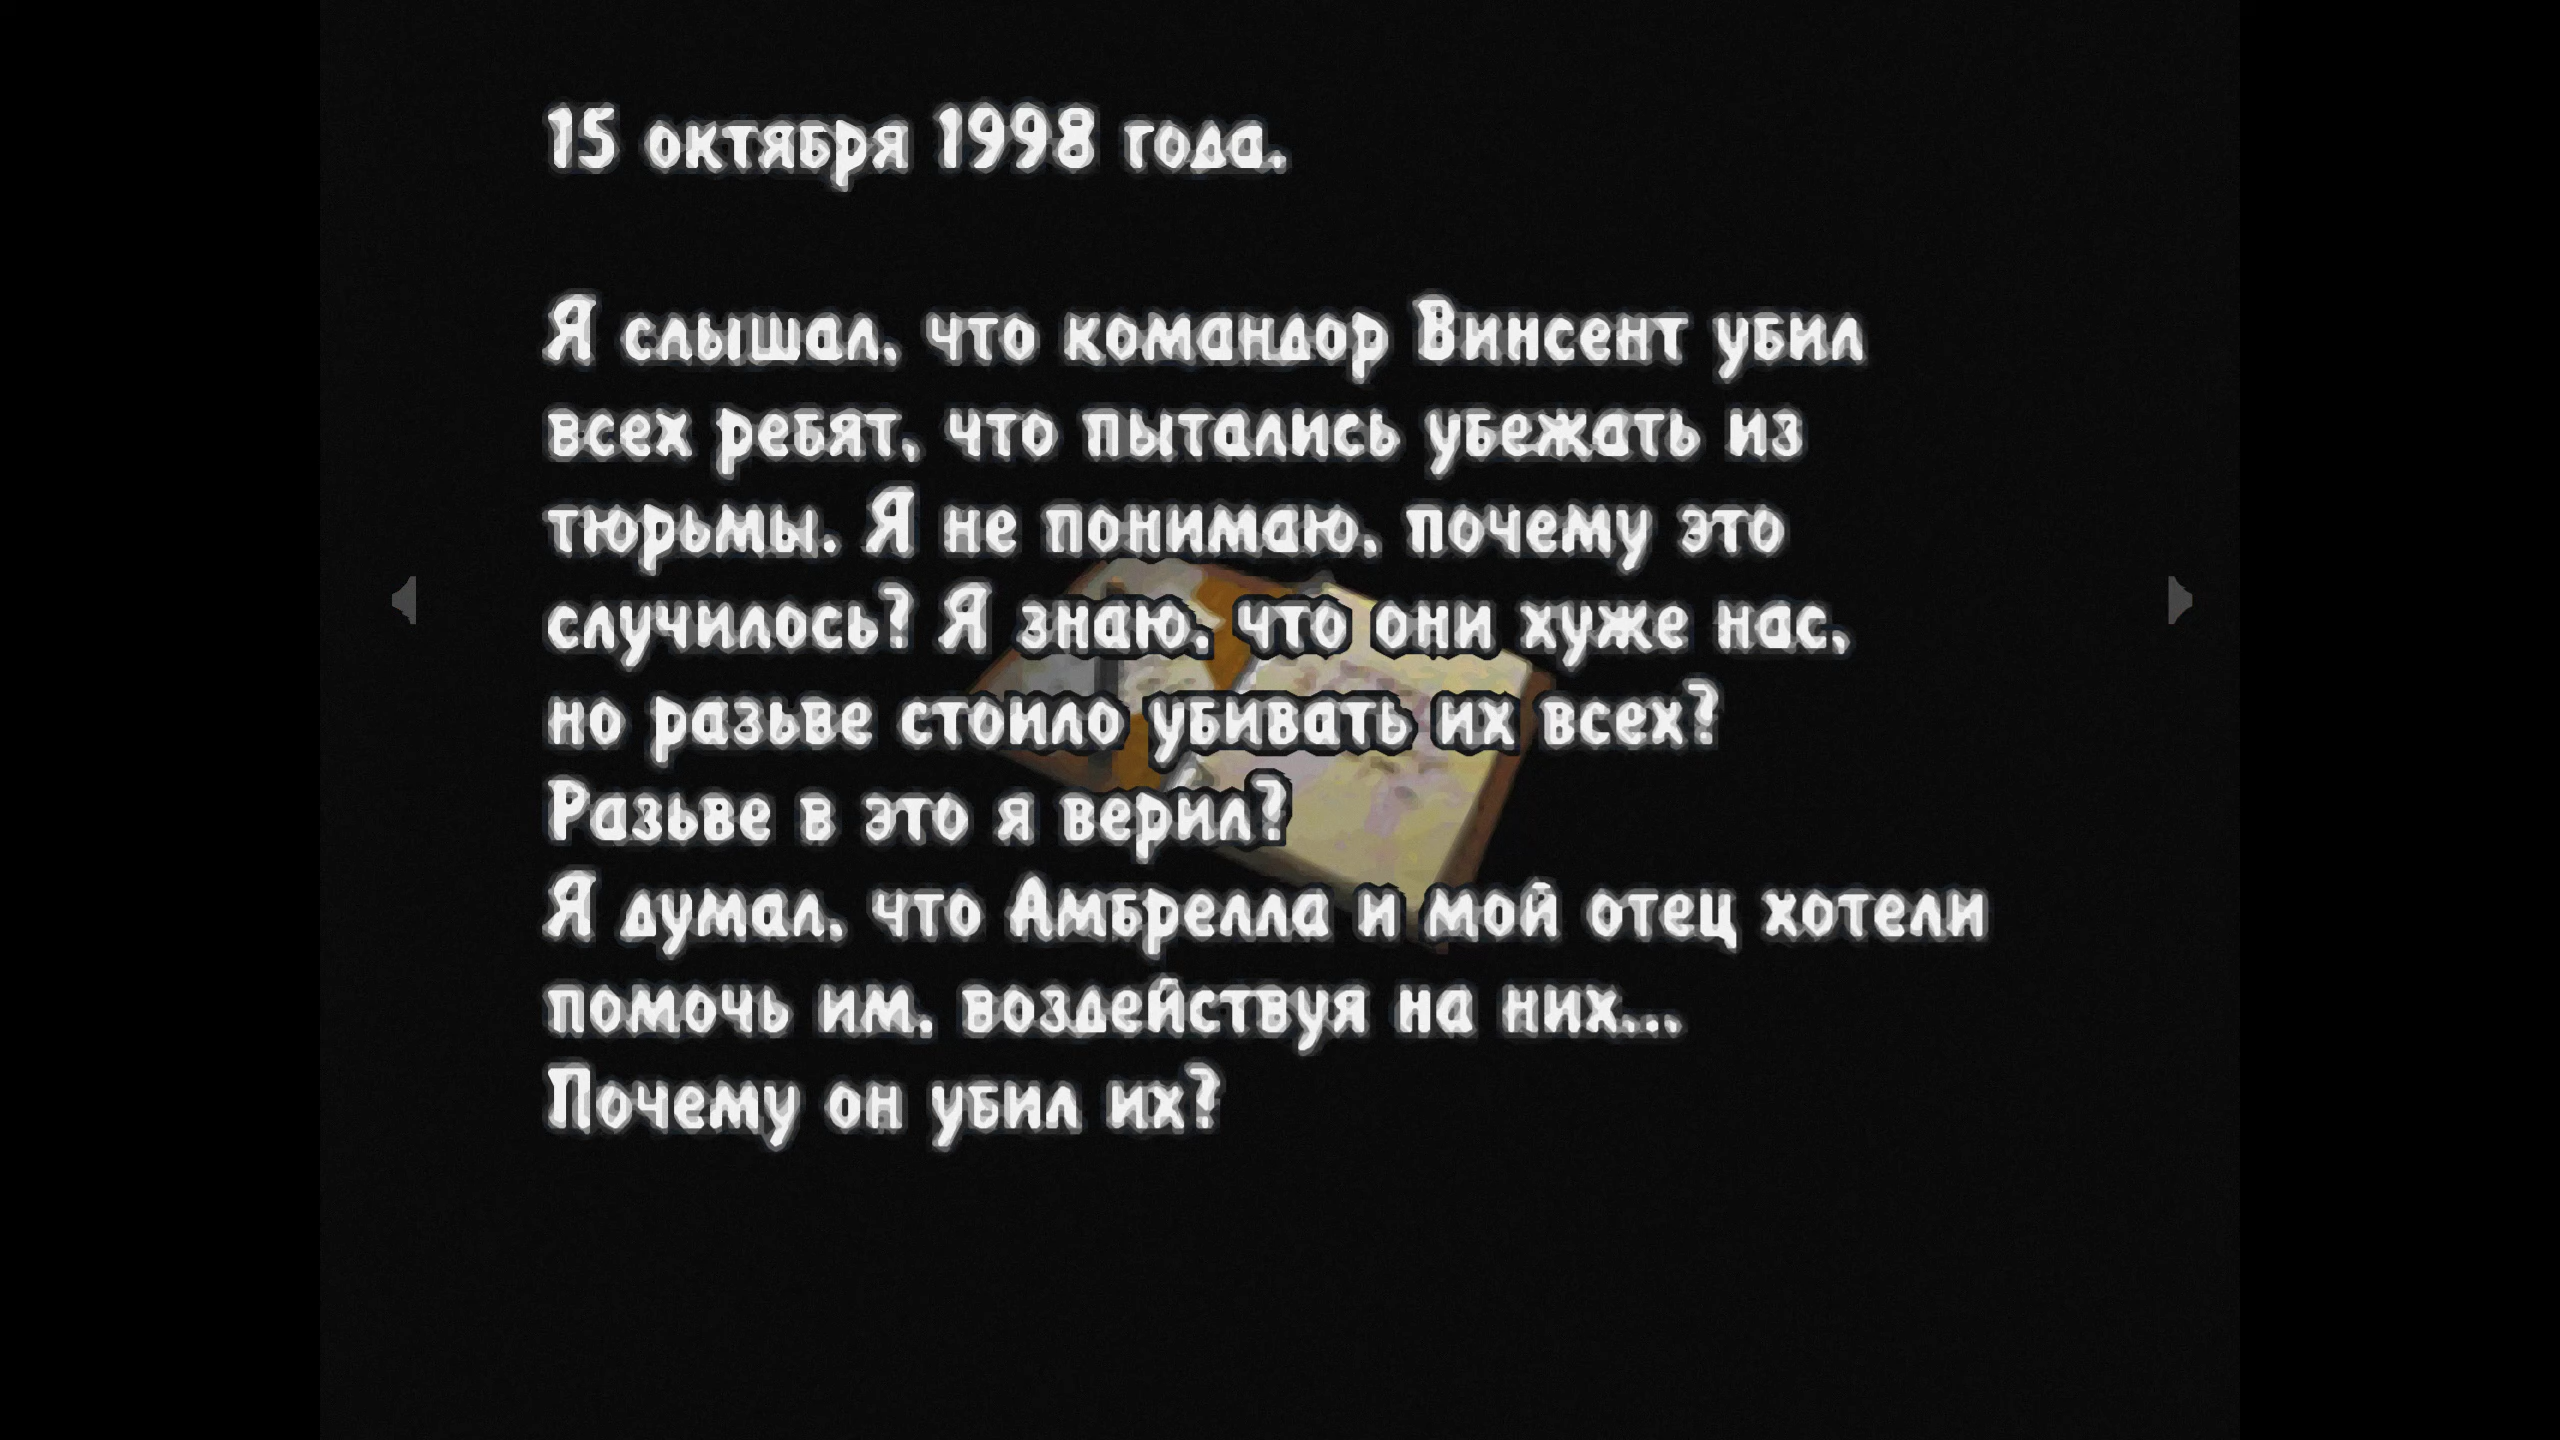 15 октября 1998 года.
Я слышал, что командор Винсент убил
всех ребят, что пытались убежать из
тюрьмы. Я не понимаю, почему это
случилось? Я знаю, что они хуже нас,
но разьве стоило убивать их всех?
Разьве в это я верил?
Я думал, что Амбрелла и мой отец хотели
помочь им, воздействуя на них...
Почему он убил их?